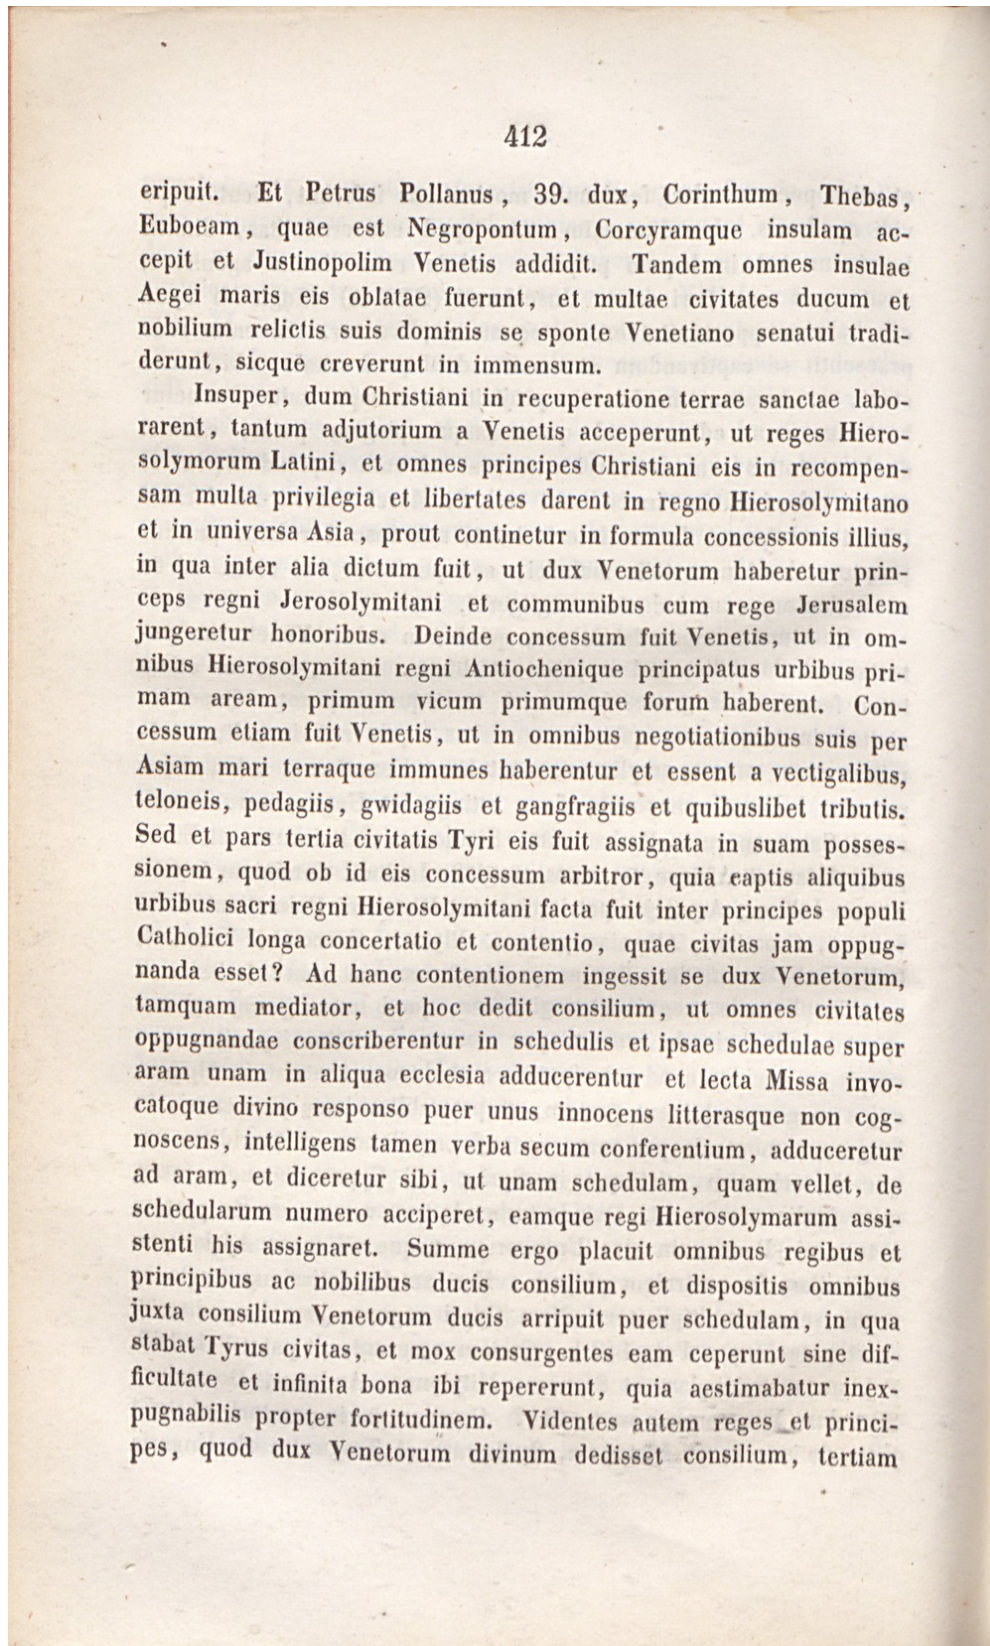 412
eripuit. Et Petrus Pollanus, 39. dux, Corinthum, Thebas,
Euboeam, quae est Negropontum, Corcyramque insulam ac-
cepit et Justinopolim Venetis addidit. Tandem omnes insulae
Aegei maris eis oblatae fuerunt, et multae civitates ducum et
nobilium relictis suis dominis se sponte Venetiano senatui tradi-
derunt, sicque creverunt in immensum.
Insuper, dum Christiani in recuperatione terrae sanctae labo-
rarent, tantum adjutorium a Venetis acceperunt, ut reges Hiero-
solymorum Latini, et omnes principes Christiani eis in recompen-
sam multa privilegia et libertates darent in regno Hierosolymitano
et in universa Asia, prout continetur in formula concessionis illius,
in qua inter alia dictum fuit, ut dux Venetorum haberetur prin-
ceps regni Jerosolymitani et communibus cum rege Jerusalem
jungeretur honoribus. Deinde concessum fuit Venetis, ut in om-
nibus Hierosolymitani regni Antiochenique principatus urbibus pri-
mam aream, primum vicum primumque forum haberent. Con-
cessum etiam fuit Venetis, ut in omnibus negotiationibus suis per
Asiam mari terraque immunes haberentur et essent a vectigalibus,
teloneis, pedagiis, gwidagiis et gangfragiis et quibuslibet tributis.
Sed et pars tertia civitatis Tyri eis fuit assignata in suam posses-
sionem, quod ob id eis concessum arbitror, quia captis aliquibus
urbibus sacri regni Hierosolymitani facta fuit inter principes populi
Catholici longa concertatio et contentio, quae civitas jam oppug-
nanda esset? Ad hanc contentionem ingessit se dux Venetorum,
tamquam mediator, et hoc dedit consilium, ut omnes civitates
oppugnandae conscriberentur in schedulis et ipsae schedulae super
aram unam in aliqua ecclesia adducerentur et lecta Missa invo-
catoque divino responso puer unus innocens litterasque non cog-
noscens, intelligens tamen verba secum conferentium, adduceretur
ad aram, et diceretur sibi, ut unam schedulam, quam vellet, de
schedularum numero acciperet, eamque regi Hierosolymarum assi-
stenti his assignaret. Summe ergo placuit omnibus regibus et
principibus ac nobilibus ducis consilium, et dispositis omnibus
juxta consilium Venetorum ducis arripuit puer schedulam, in qua
stabat Tyrus civitas, et mox consurgentes eam ceperunt sine dif-
ficultate et infinita bona ibi repererunt, quia aestimabatur inex-
pugnabilis propter fortitudinem. Videntes autem reges et princi-
pes, quod dux Venetorum divinum dedisset consilium, tertiam